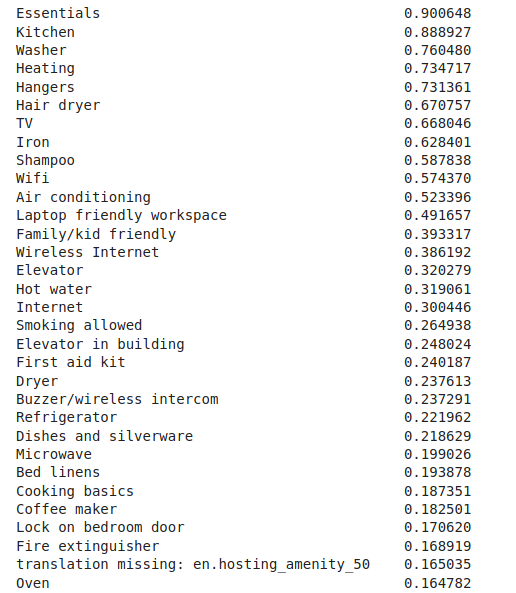 Essentials 0.900648
Kitchen 0.888927
Washer 0.760480
Heating 0.734717
Hangers 0.731361
Hair dryer 0.670757
TV 0.668046
Iron 0.628401
Shampoo 0.587838
Wifi 0.574370
Air conditioning 0.523396
Laptop friendly workspace 0.491657
Family/kid friendly 0.393317
Wireless Internet 0.386192
Elevator 0.320279
Hot water 0.319061
Internet 0.300446
Smoking allowed 0.264938
Elevator in building 0.248024
First aid kit 0.240187
Dryer 0.237613
Buzzer/wireless intercom 0.237291
Refrigerator 0.221962
Dishes and silverware 0.218629
Microwave 0.199026
Bed linens 0.193878
Cooking basics 0.187351
Coffee maker 0.182501
Lock on bedroom door 0.170620
Fire extinguisher 0.168919
translation missing: en.hosting_amenity_50 0.165035
Oven 0.164782